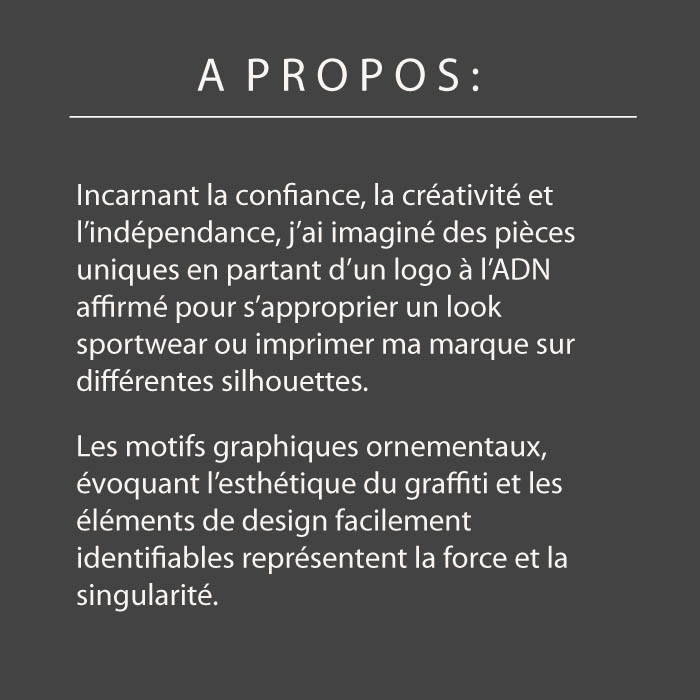 A PROPOS:
Incarnant la confiance, la créativité et
l’indépendance, j’ai imaginé des pièces
uniques en partant d’un logo à l’ADN
affirmé pour s’approprier un look
sportwear ou imprimer ma marque sur
différentes silhouettes.
Les motifs graphiques ornementaux,
évoquant l’esthétique du graffiti et les
éléments de design facilement
identifiables représentent la force et la
singularité.